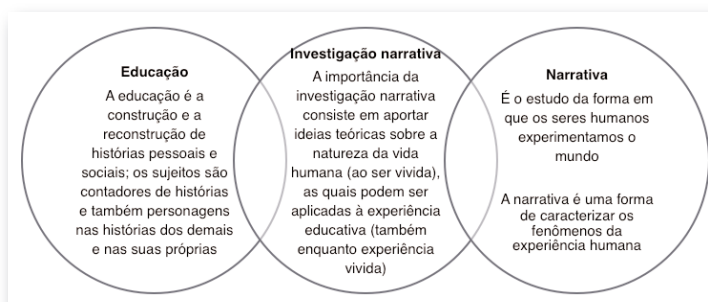 Educação
A educação é a
construção e a
reconstrução de
histórias pessoais e
sociais; os sujeitos são
contadores de histórias
e também personagens
nas histórias dos demais
e nas suas próprias
Investigação narrativa
A importância da
investigação narrativa
consiste em aportar
ideias teóricas sobre a
natureza da vida
humana (ao ser vivida),
as quais podem ser
aplicadas à experiência
educativa (também
enquanto experiência
vivida)
Narrativa
É o estudo da forma em
que os seres humanos
experimentamos o
mundo
A narrativa é uma forma
de caracterizar os
fenômenos da
experiência humana